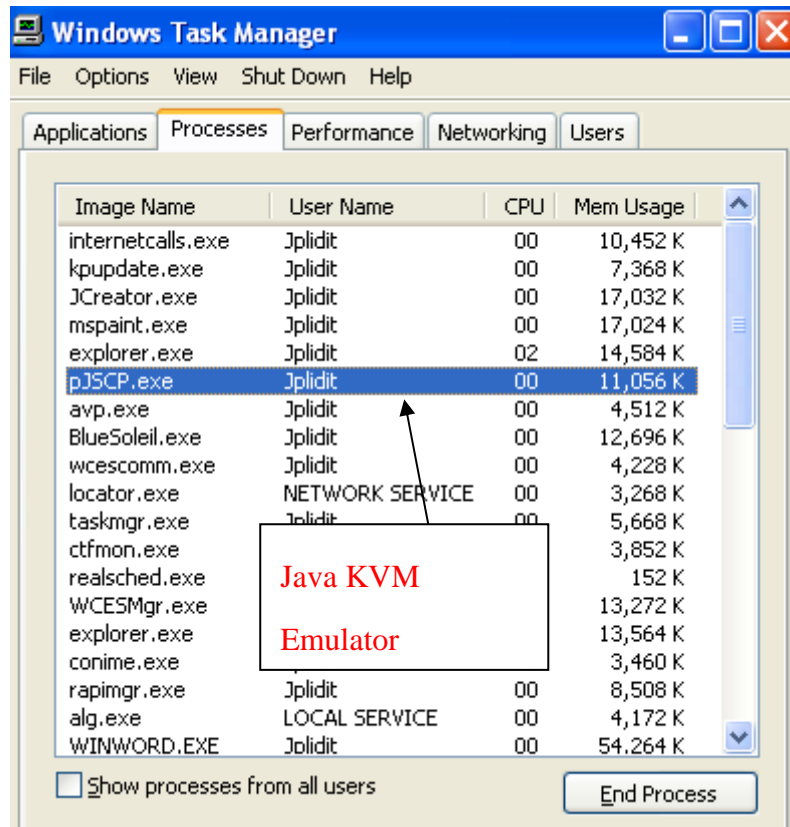 Windows Task Manager
File Options View Shut Down Help
Applications Processes Performance Networking Users
Image Name User Name CPU Mem Usage
internetcalls.exe Jplidit 00 10,452 K
kpupdate.exe Jplidit 00 7,368 K
JCreator.exe Jplidit 00 17,032 K
mspaint.exe Jplidit 00 17,024 K
explorer.exe Jplidit 02 14,584 K
pJSCP.exe Jplidit 00 11,056 K
avp.exe Jplidit 00 4,512 K
BlueSoleil.exe Jplidit 00 12,696 K
wcescomm.exe Jplidit 00 4,228 K
locator.exe NETWORK SERVICE 00 3,268 K
taskmgr.exe Jplidit 00 5,668 K
ctfmon.exe 3,852 K
realsched.exe 152 K
WCESMgr.exe 13,272 K
explorer.exe 13,564 K
conime.exe 3,460 K
rapimgr.exe Jplidit 00 8,508 K
alg.exe LOCAL SERVICE 00 4,172 K
WINWORD.EXE Jplidit 00 54.264 K
Java KVM
Emulator
Show processes from all users
End Process